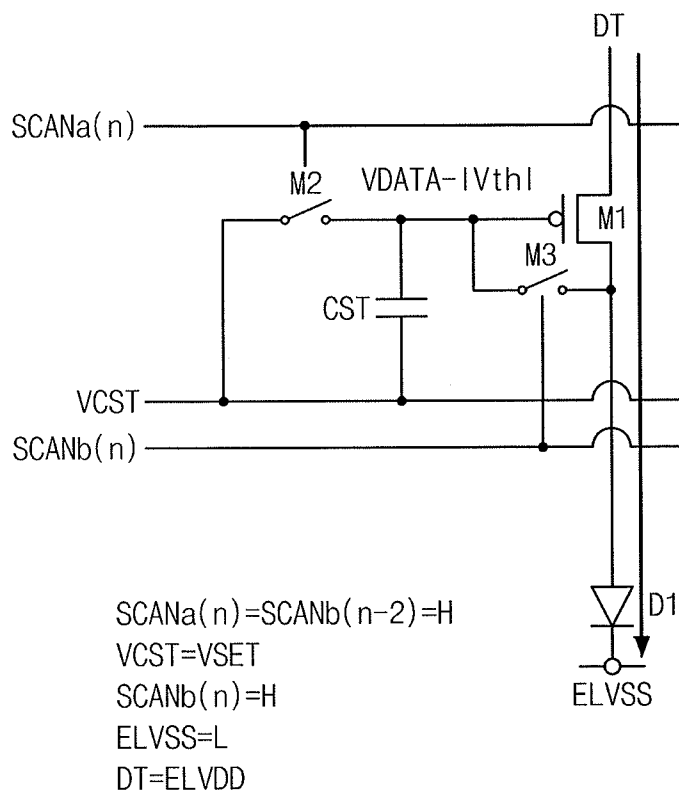 DT
SCANa(n)
M2
VDATA-|Vthl
M1
M3
CST
VCST
SCANb(n)
D1
ELVSS
SCANa(n)=SCANb(n-2)=H
VCST=VSET
SCANb(n)=H
ELVSS=L
DT=ELVDD